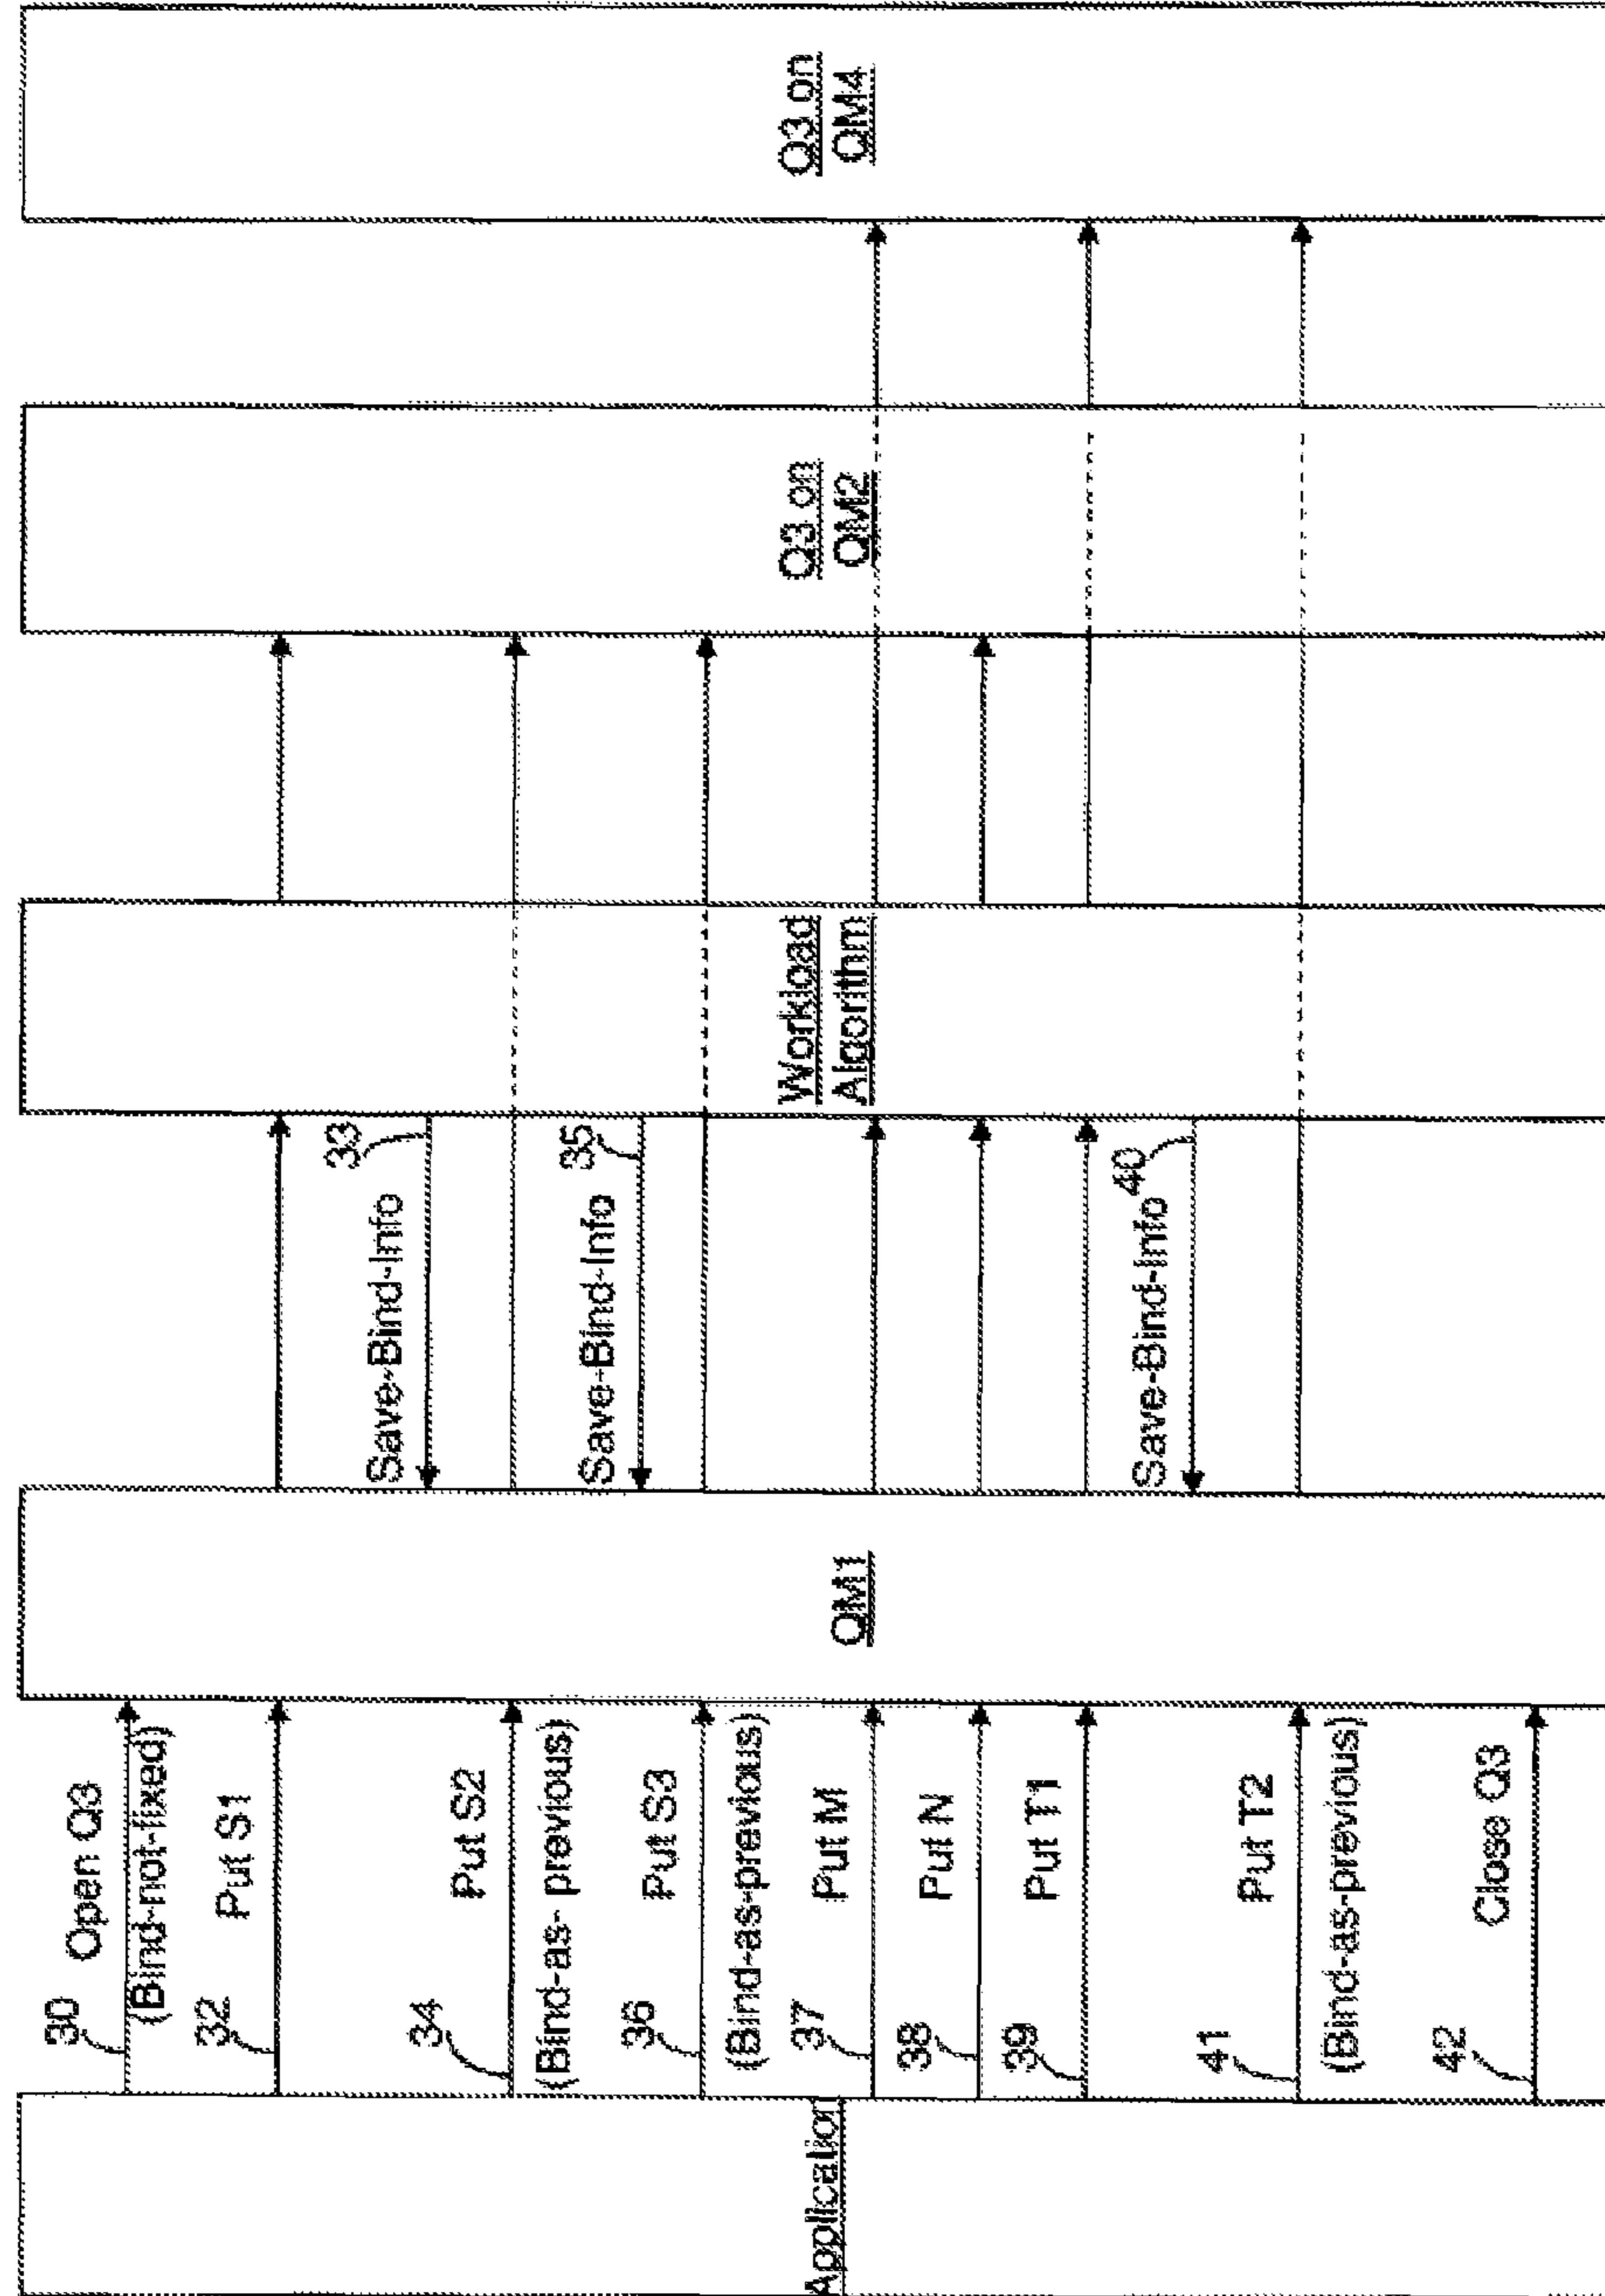 Application
QM1
Workload
Algorithm
Q3 on
QM2
Q3 on
QM4
30
Open Q3
(Bind-not-fixed)
32
Put S1
33
Save-Bind-Info
34
Put S2
(Bind-as- previous)
35
Save-Bind-Info
36
Put S3
(Bind-as-previous)
37
Put M
38
Put N
39
Put T1
40
Save-Bind-Info
41
Put T2
(Bind-as-previous)
42
Close Q3